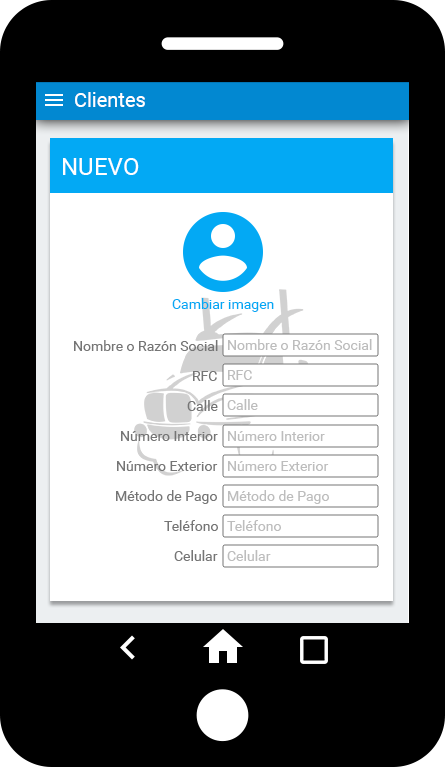 Clientes
NUEVO
Cambiar imagen
Nombre o Razón Social Nombre o Razón Social
RFC RFC
Calle Calle
Número Interior Número Interior
Número Exterior Número Exterior
Método de Pago Método de Pago
Teléfono Teléfono
Celular Celular